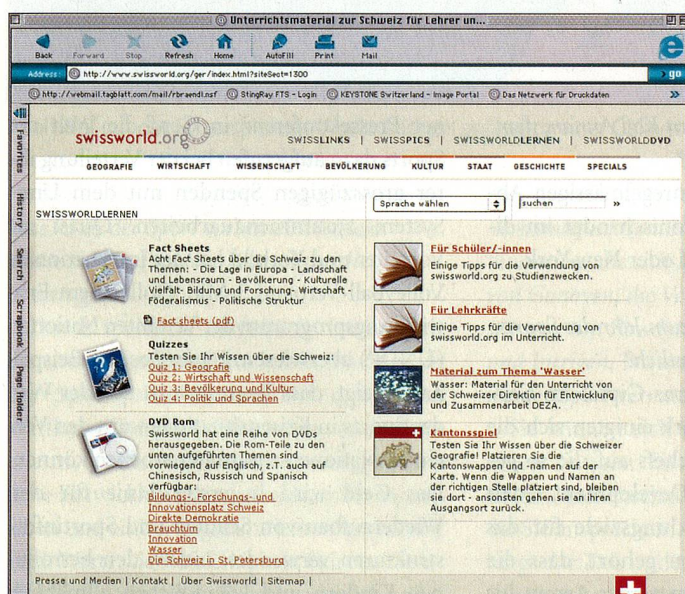 Unterrichtsmaterial zur Schweiz für Lehrer un...
Back Forward Stop Refresh Home AutoFill Print Mail
Address: http://www.swissworld.org/ger/index.html?siteSect=1300 go
http://webmail.tagblatt.com/mail/rbraendl.nsf StingRay FTS - Login KEYSTONE Switzerland - Image Portal Das Netzwerk für Druckdaten »
Favorites
History
Search
Scrapbook
Page Holder
swissworld.org
SWISSLINKS | SWISSPICS | SWISSWORLDLERNEN | SWISSWORLDDVD
GEOGRAFIE WIRTSCHAFT WISSENSCHAFT BEVÖLKERUNG KULTUR STAAT GESCHICHTE SPECIALS
Sprache wählen suchen »
SWISSWORLDLERNEN
Fact Sheets
Acht Fact Sheets über die Schweiz zu den
Themen: - Die Lage in Europa - Landschaft
und Lebensraum - Bevölkerung - Kulturelle
Vielfalt- Bildung und Forschung- Wirtschaft -
Föderalismus - Politische Struktur
Fact Sheets (pdf)
Quizzes
Testen Sie Ihr Wissen über die Schweiz:
Quiz 1: Geografie
Quiz 2: Wirtschaft und Wissenschaft
Quiz 3: Bevölkerung und Kultur
Quiz 4: Politik und Sprachen
DVD Rom
Swissworld hat eine Reihe von DVDs
herausgegeben. Die Rom-Teile zu den
unten aufgeführten Themen sind
vorwiegend auf Englisch, z.T. auch auf
Chinesisch, Russisch und Spanisch
verfügbar:
Bildungs-, Forschungs- und
Innovationsplatz Schweiz
Direkte Demokratie
Frauchtum
Innovation
Wasser
Die Schweiz in St. Petersburg
Für Schüler/-innen
Einige Tipps für die Verwendung von
swissworld.org zu Studienzwecken.
Für Lehrkräfte
Einige Tipps für die Verwendung von
swissworld.org im Unterricht.
Material zum Thema 'Wasser'
Wasser: Material für den Unterricht von
der Schweizer Direktion für Entwicklung
und Zusammenarbeit DEZA.
Kantonsspiel
Testen Sie Ihr Wissen über die Schweizer
Geografie! Platzieren Sie die
Kantonswappen und -namen auf der
Karte. Wenn die Wappen und Namen an
der richtigen Stelle platziert sind, bleiben
sie dort - ansonsten gehen sie an ihren
Ausgangsort zurück.
Presse und Medien | Kontakt | Über Swissworld | Sitemap |